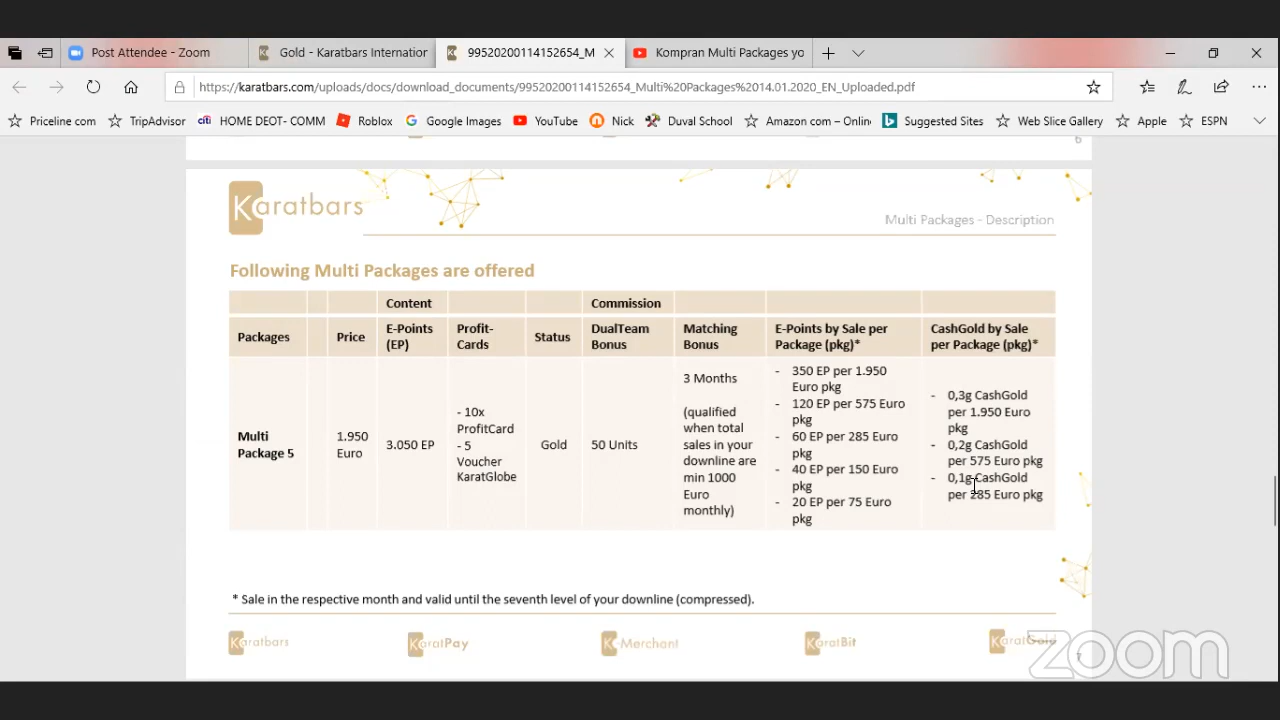 Post Attendee - Zoom
Gold - Karatbars Internation
99520200114152654_M
Kompran Multi Packages yo
https://karatbars.com/uploads/docs/download_documents/99520200114152654_Multi%20Packages%2014.01.2020_EN_Uploaded.pdf
Priceline com
TripAdvisor
HOME DEOT- COMM
Roblox
Google Images
YouTube
Nick
Duval School
Amazon com – Onlin
Suggested Sites
Web Slice Gallery
Apple
ESPN
6
Karatbars
Multi Packages - Description
Following Multi Packages are offered
Content
Commission
Packages
Price
E-Points
(EP)
Profit-
Cards
Status
DualTeam
Bonus
Matching
Bonus
E-Points by Sale per
Package (pkg)*
CashGold by Sale
per Package (pkg)*
Multi
Package 5
1.950
Euro
3.050 EP
- 10x
ProfitCard
- 5
Voucher
KaratGlobe
Gold
50 Units
3 Months
(qualified
when total
sales in your
downline are
min 1000
Euro
monthly)
- 350 EP per 1.950
Euro pkg
- 120 EP per 575 Euro
pkg
- 60 EP per 285 Euro
pkg
- 40 EP per 150 Euro
pkg
- 20 EP per 75 Euro
pkg
- 0,3g CashGold
per 1.950 Euro
pkg
- 0,2g CashGold
per 575 Euro pkg
- 0,1g CashGold
per 285 Euro pkg
* Sale in the respective month and valid until the seventh level of your downline (compressed).
Karatbars
KaratPay
K-Merchant
KaratBit
KaratGold
7
zoom